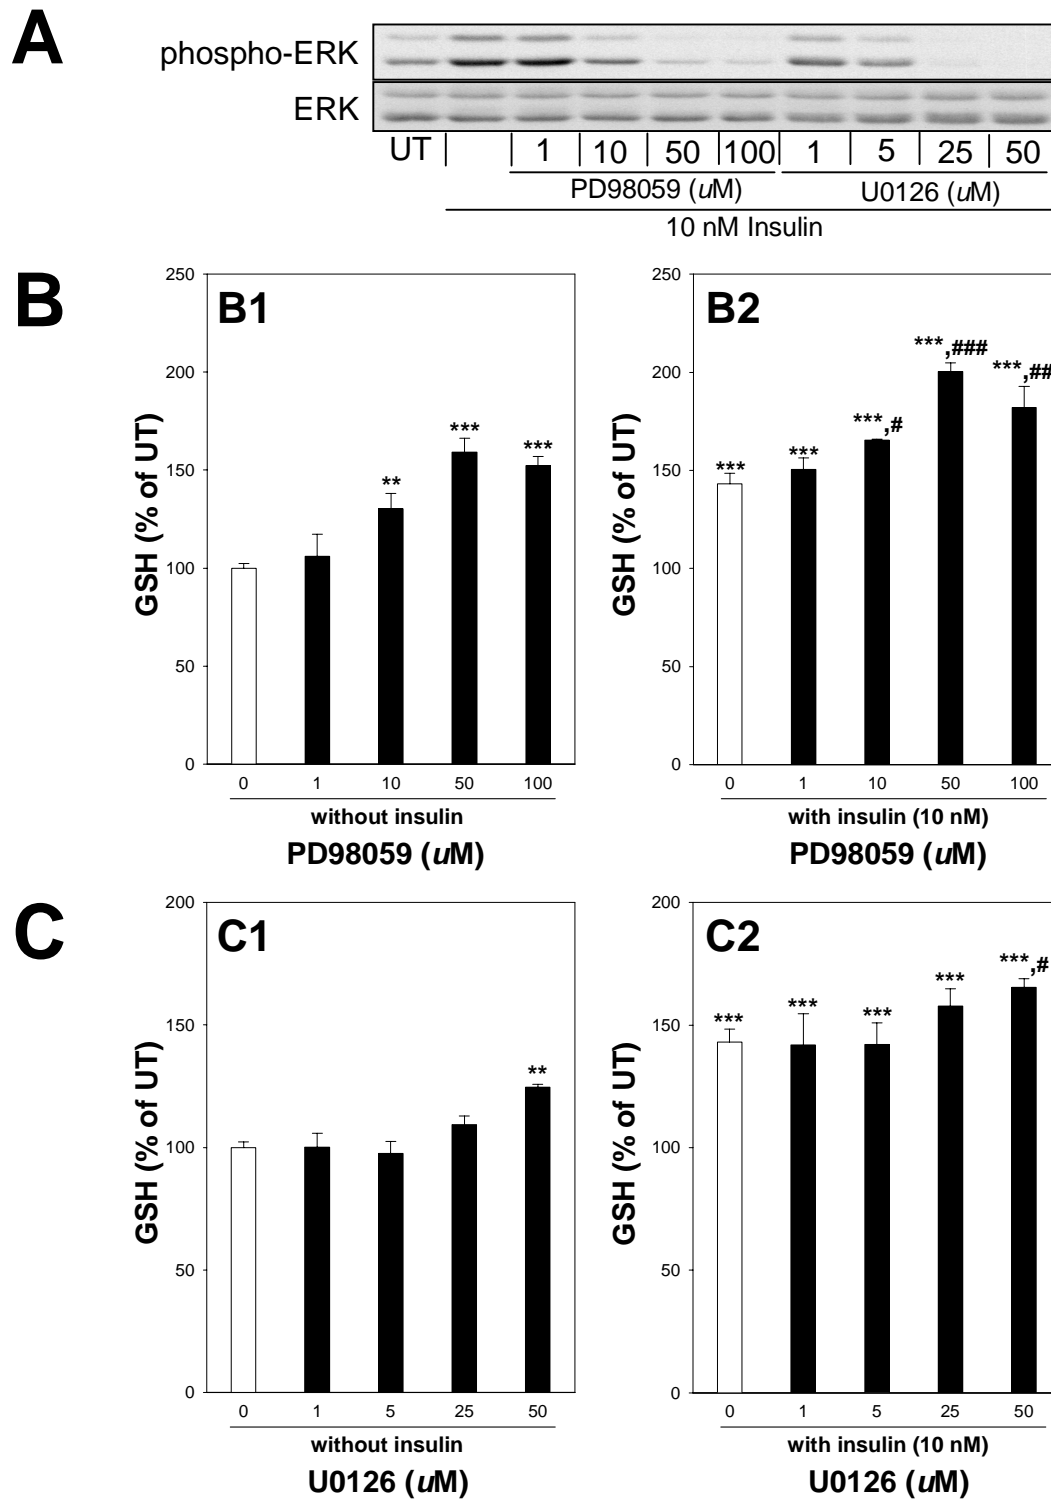 A
phospho-ERK
ERK
UT 1 10 50 100 1 5 25 50
PD98059 (uM) U0126 (uM)
10 nM Insulin
B
B1
GSH (% of UT)
250
200
150
100
50
0
**
***
***
0 1 10 50 100
without insulin
PD98059 (uM)
B2
GSH (% of UT)
250
200
150
100
50
0
***
***
***,#
***,###
***,##
0 1 10 50 100
with insulin (10 nM)
PD98059 (uM)
C
C1
GSH (% of UT)
200
150
100
50
0
**
0 1 5 25 50
without insulin
U0126 (uM)
C2
GSH (% of UT)
200
150
100
50
0
***
***
***
***
***,#
0 1 5 25 50
with insulin (10 nM)
U0126 (uM)